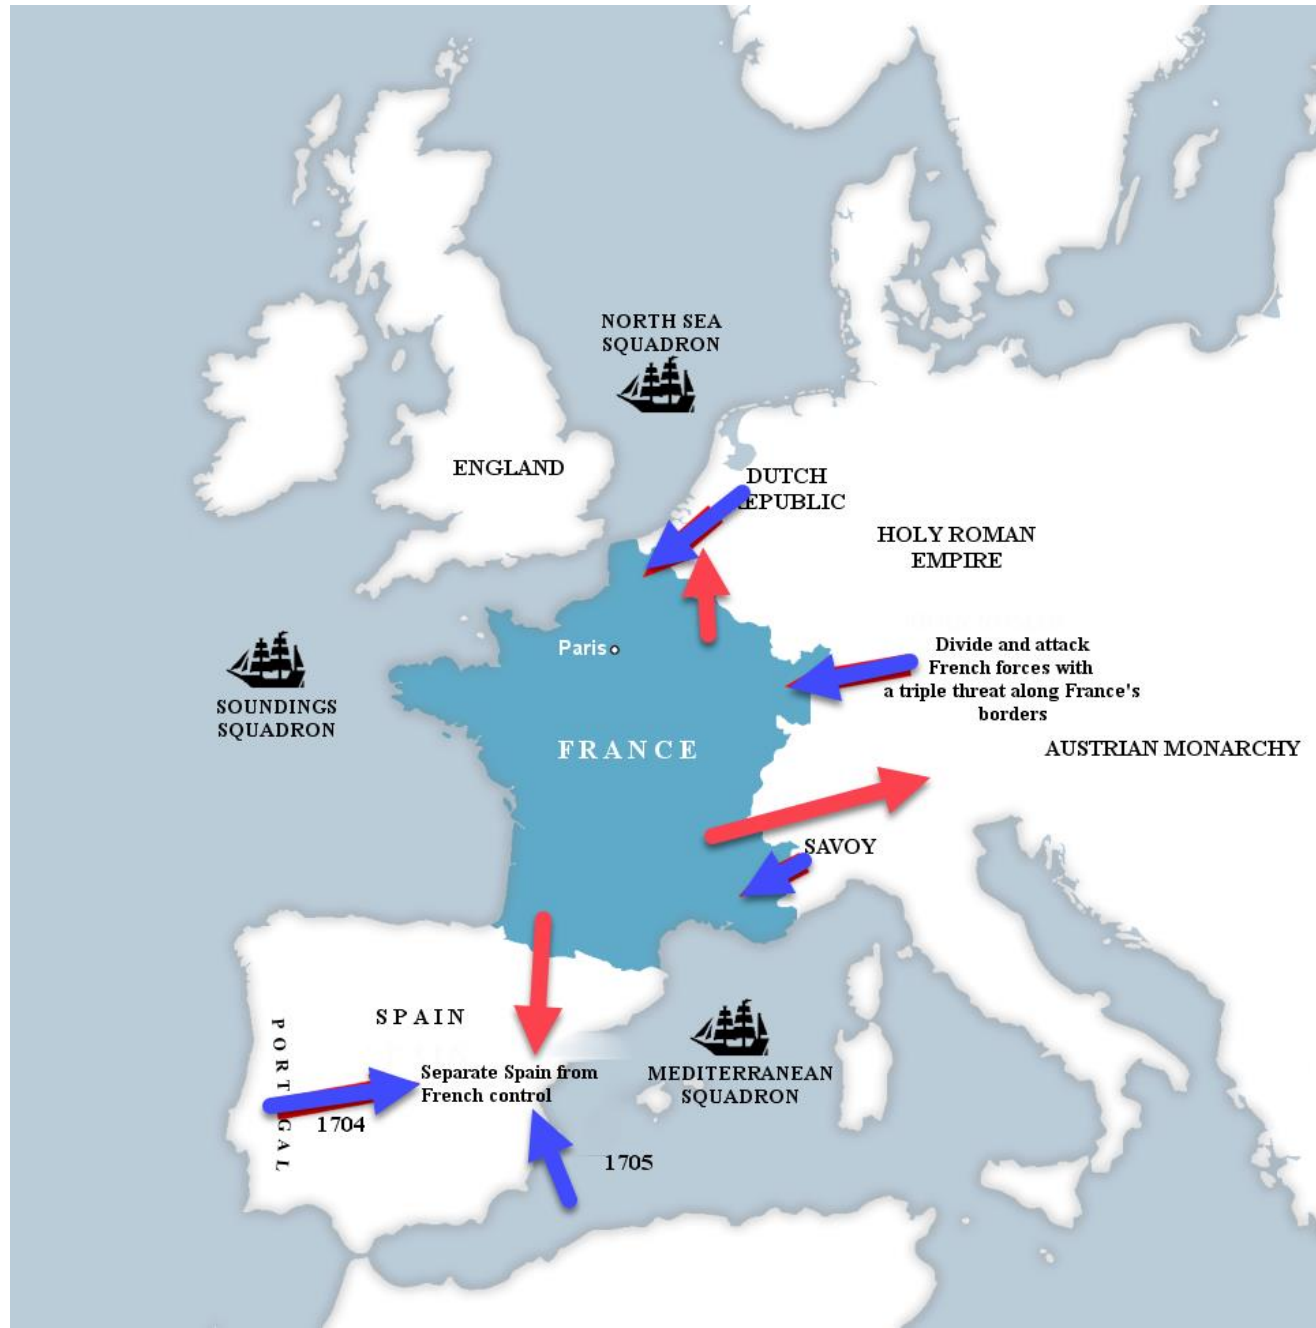 NORTH SEA
SQUADRON
ENGLAND
DUTCH
EPUBLIC
HOLY ROMAN
EMPIRE
Paris
Divide and attack
French forces with
a triple threat along France's
borders
SOUNDINGS
SQUADRON
FRANCE
AUSTRIAN MONARCHY
SAVOY
SPAIN
PORTUGAL
Separate Spain from
French control
MEDITERRANEAN
SQUADRON
1704
1705